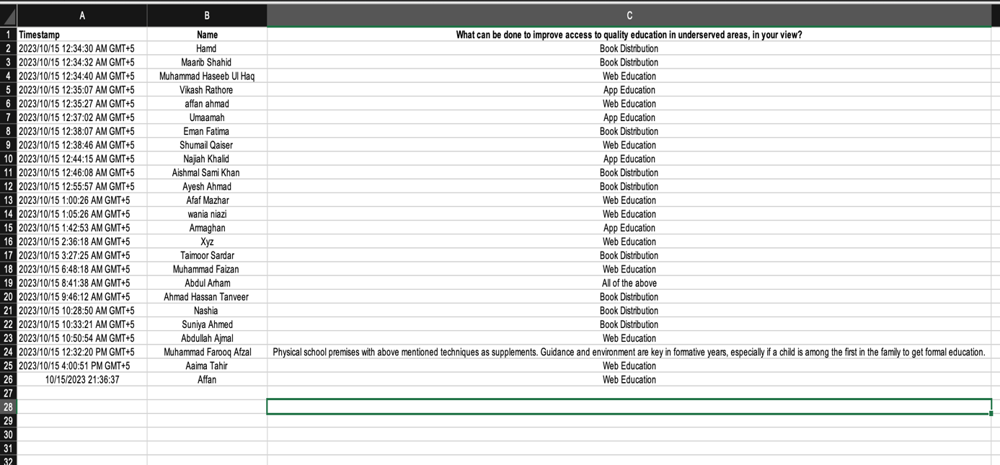 A B C
1 Timestamp Name What can be done to improve access to quality education in underserved areas, in your view?
2 2023/10/15 12:34:30 AM GMT+5 Hamd Book Distribution
3 2023/10/15 12:34:32 AM GMT+5 Maarib Shahid Book Distribution
4 2023/10/15 12:34:40 AM GMT+5 Muhammad Haseeb Ul Haq Web Education
5 2023/10/15 12:35:07 AM GMT+5 Vikash Rathore App Education
6 2023/10/15 12:35:27 AM GMT+5 affan ahmad Web Education
7 2023/10/15 12:37:02 AM GMT+5 Umaamah App Education
8 2023/10/15 12:38:07 AM GMT+5 Eman Fatima Book Distribution
9 2023/10/15 12:38:46 AM GMT+5 Shumail Qaiser Web Education
10 2023/10/15 12:44:15 AM GMT+5 Najiah Khalid App Education
11 2023/10/15 12:46:08 AM GMT+5 Aishmal Sami Khan Book Distribution
12 2023/10/15 12:55:57 AM GMT+5 Ayesh Ahmad Book Distribution
13 2023/10/15 1:00:26 AM GMT+5 Afaf Mazhar Web Education
14 2023/10/15 1:05:26 AM GMT+5 wania niazi Web Education
15 2023/10/15 1:42:53 AM GMT+5 Armaghan App Education
16 2023/10/15 2:36:18 AM GMT+5 Xyz Web Education
17 2023/10/15 3:27:25 AM GMT+5 Taimoor Sardar Book Distribution
18 2023/10/15 6:48:18 AM GMT+5 Muhammad Faizan Web Education
19 2023/10/15 8:41:38 AM GMT+5 Abdul Arham All of the above
20 2023/10/15 9:46:12 AM GMT+5 Ahmad Hassan Tanveer Book Distribution
21 2023/10/15 10:28:50 AM GMT+5 Nashia Book Distribution
22 2023/10/15 10:33:21 AM GMT+5 Suniya Ahmed Book Distribution
23 2023/10/15 10:50:54 AM GMT+5 Abdullah Ajmal Web Education
24 2023/10/15 12:32:20 PM GMT+5 Muhammad Farooq Afzal Physical school premises with above mentioned techniques as supplements. Guidance and environment are key in formative years, especially if a child is among the first in the family to get formal education.
25 2023/10/15 4:00:51 PM GMT+5 Aaima Tahir Web Education
26 10/15/2023 21:36:37 Affan Web Education
27
28
29
30
31
32